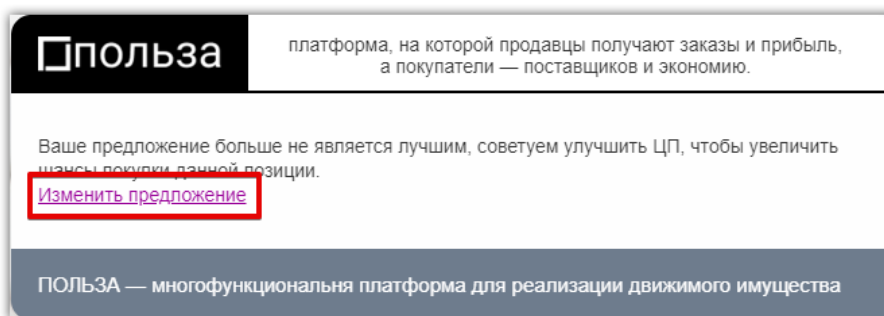 польза
платформа, на которой продавцы получают заказы и прибыль,
а покупатели — поставщиков и экономию.
Ваше предложение больше не является лучшим, советуем улучшить ЦП, чтобы увеличить
шансы покупки данной позиции.
Изменить предложение
ПОЛЬЗА — многофункциональня платформа для реализации движимого имущества